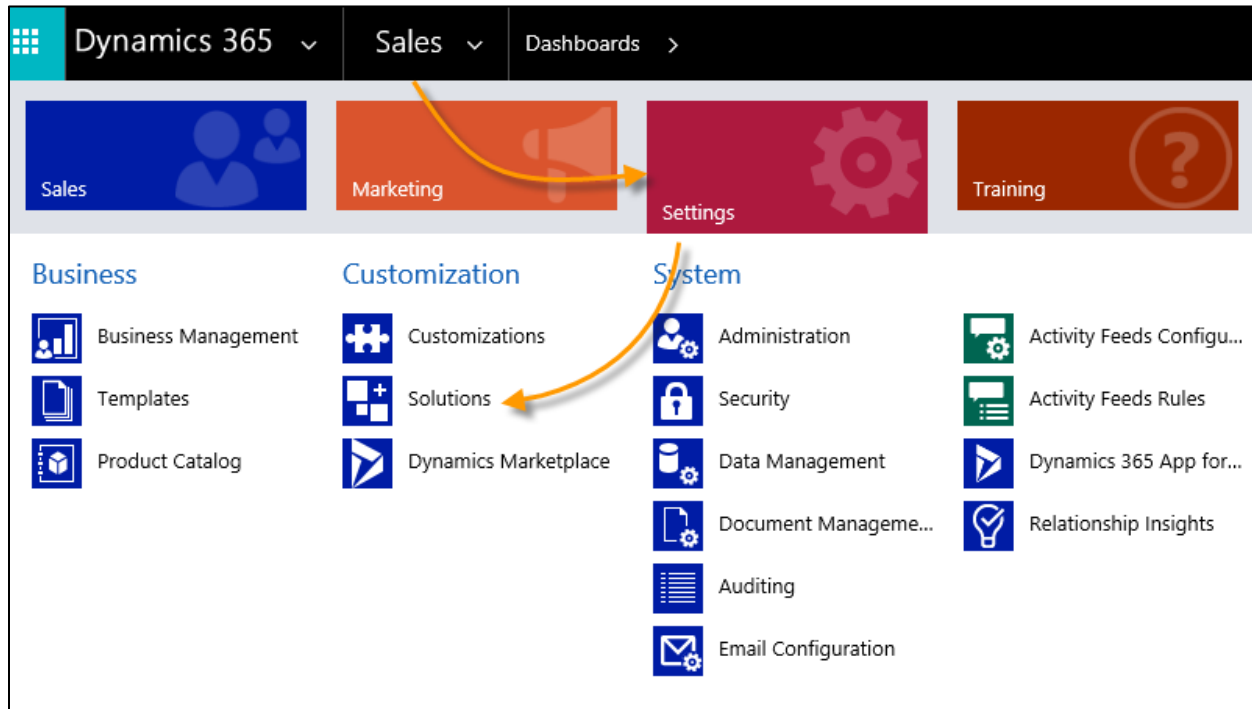 Dynamics 365 Sales Dashboards
Sales
Marketing
Settings
Training
Business
Customization
System
Business Management
Customizations
Administration
Activity Feeds Configu...
Templates
Solutions
Security
Activity Feeds Rules
Product Catalog
Dynamics Marketplace
Data Management
Dynamics 365 App for...
Document Manageme...
Relationship Insights
Auditing
Email Configuration